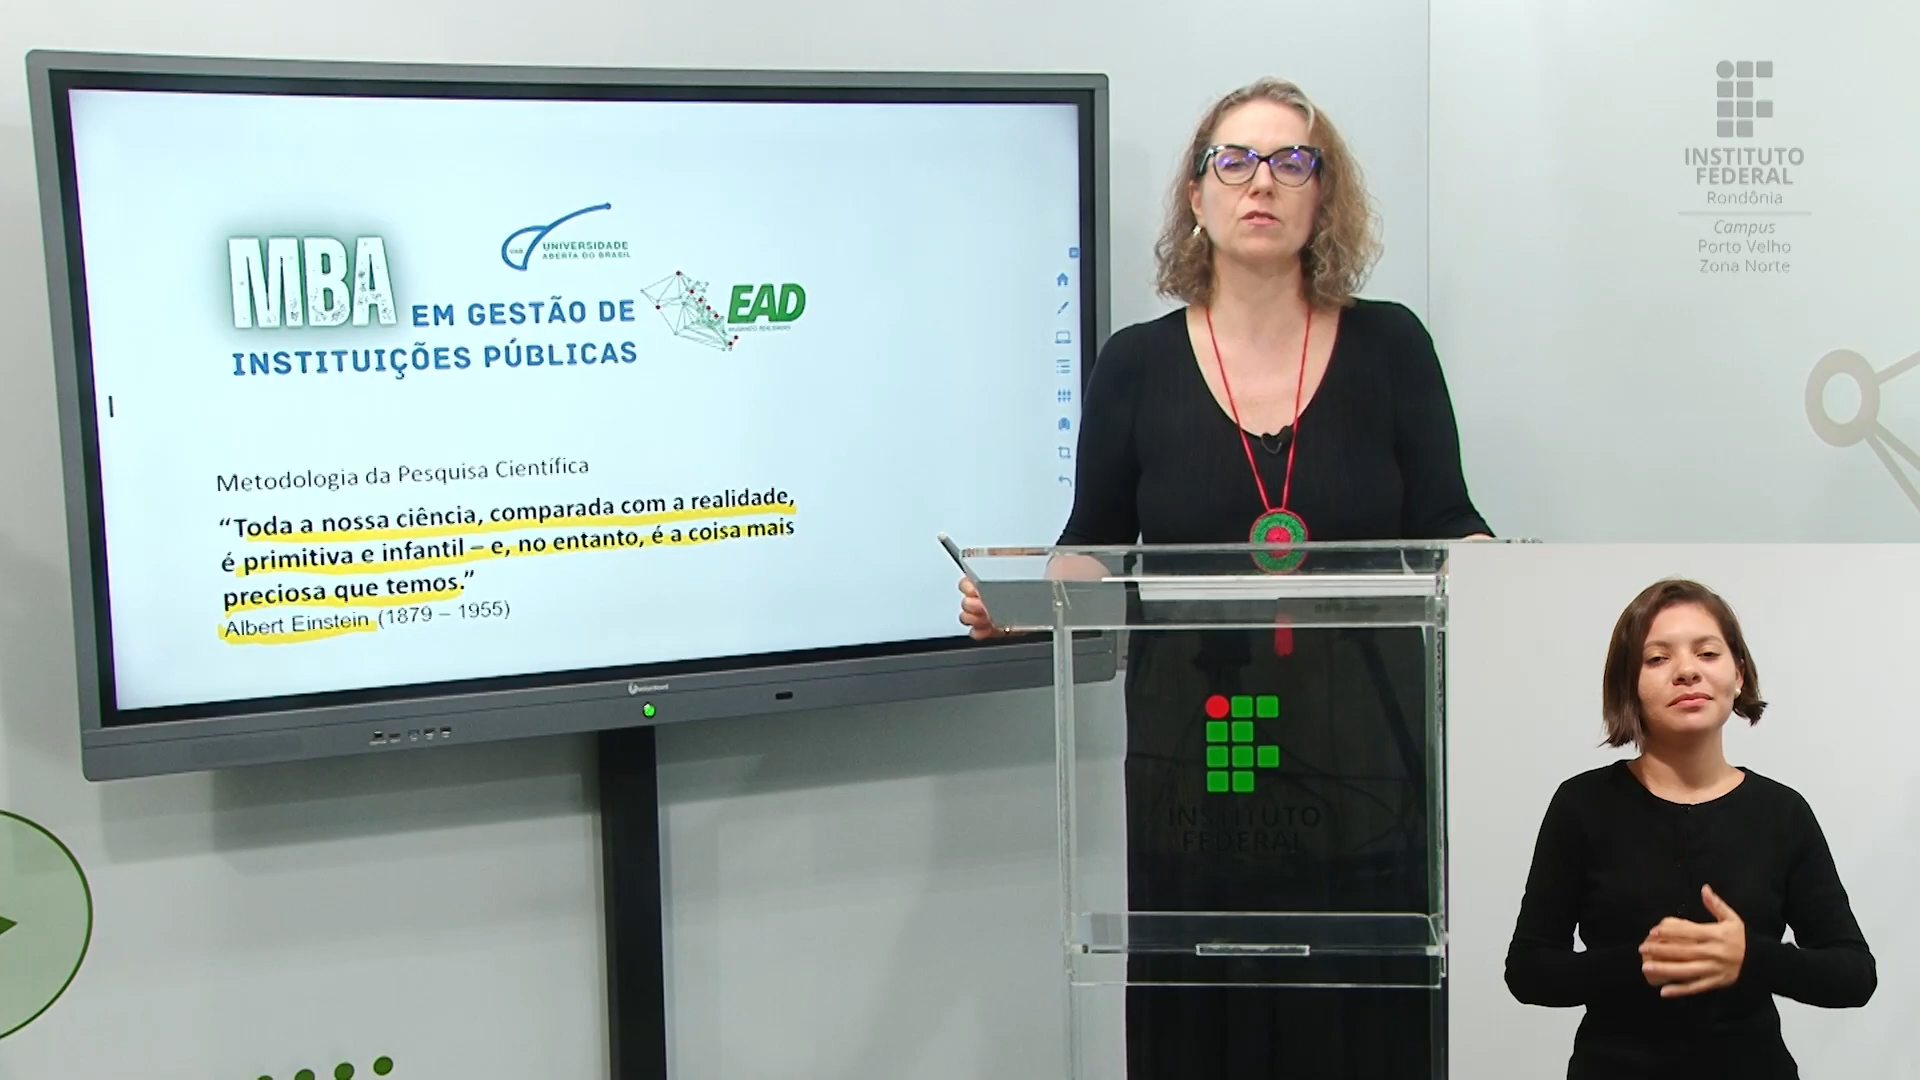 MBA
UNIVERSIDADE
ABERTA DO BRASIL
EM GESTÃO DE
EAD
INSTITUIÇÕES PÚBLICAS
Metodologia da Pesquisa Científica
“Toda a nossa ciência, comparada com a realidade,
é primitiva e infantil – e, no entanto, é a coisa mais
preciosa que temos.”
Albert Einstein (1879 – 1955)
INSTITUTO
FEDERAL
Rondônia
Campus
Porto Velho
Zona Norte
INSTITUTO
FEDERAL